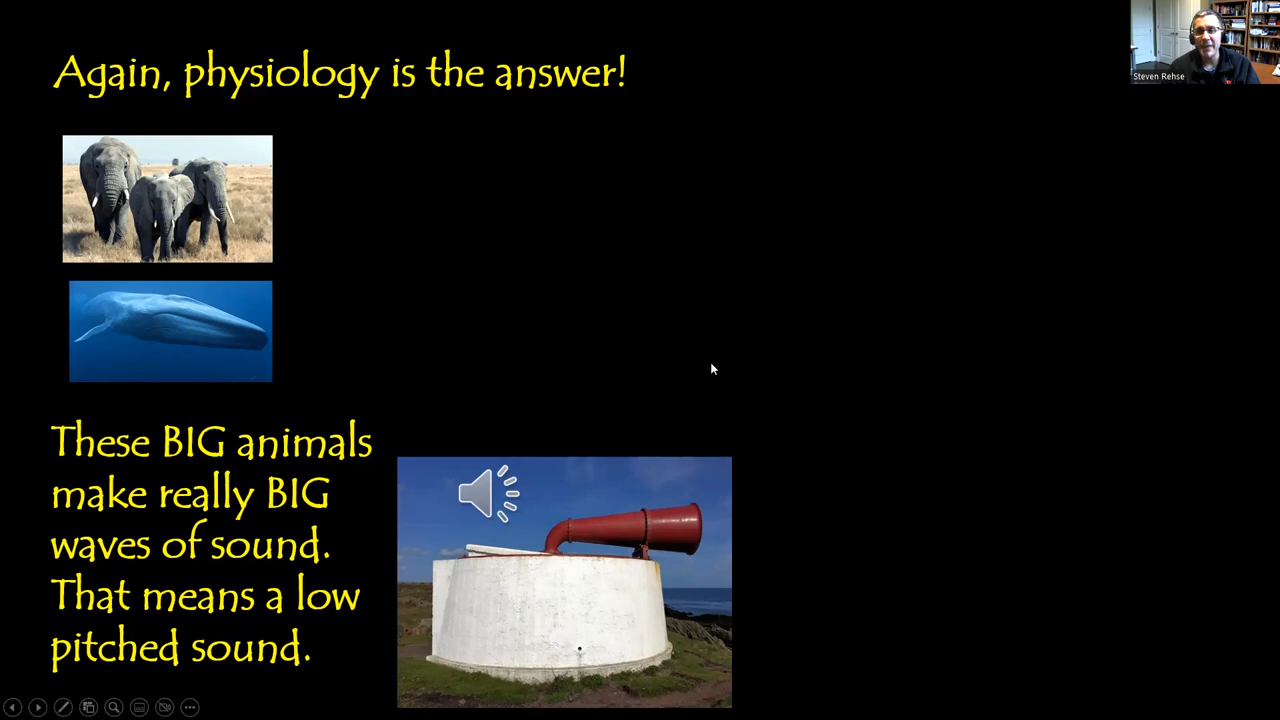 Again, physiology is the answer!
Steven Rehse
These BIG animals
make really BIG
waves of sound.
That means a low
pitched sound.